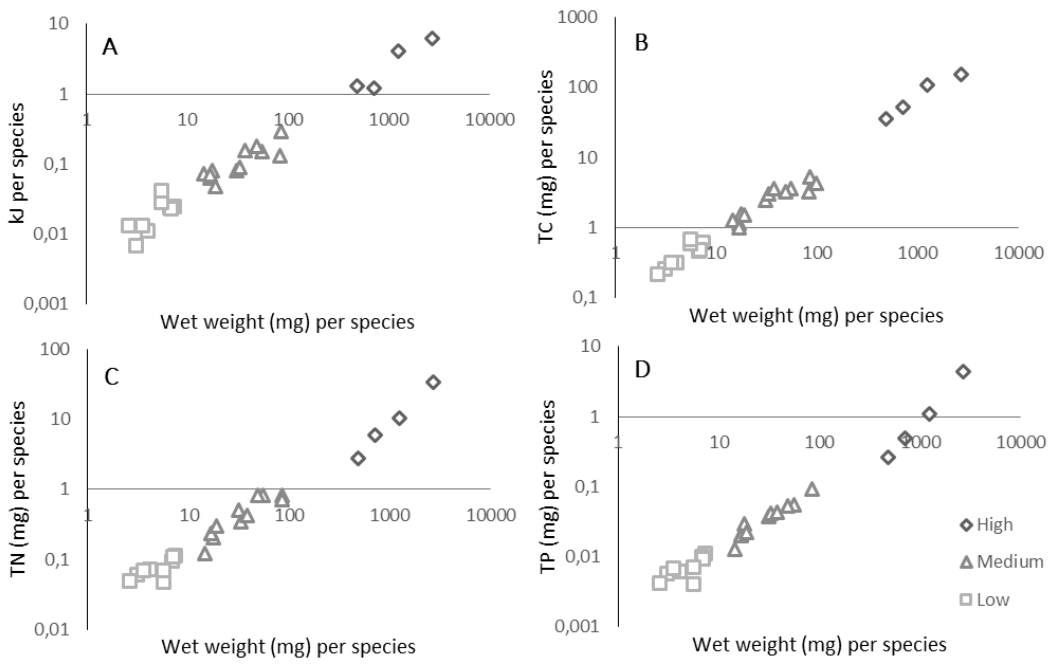 A
kJ per species
10
1
0,1
0,01
0,001
1
10
100
1000
10000
Wet weight (mg) per species
B
TC (mg) per species
1000
100
10
1
0,1
1
10
100
1000
10000
Wet weight (mg) per species
C
TN (mg) per species
100
10
1
0,1
0,01
1
10
100
1000
10000
Wet weight (mg) per species
D
TP (mg) per species
10
1
0,1
0,01
0,001
1
10
100
1000
10000
High
Medium
Low
Wet weight (mg) per species